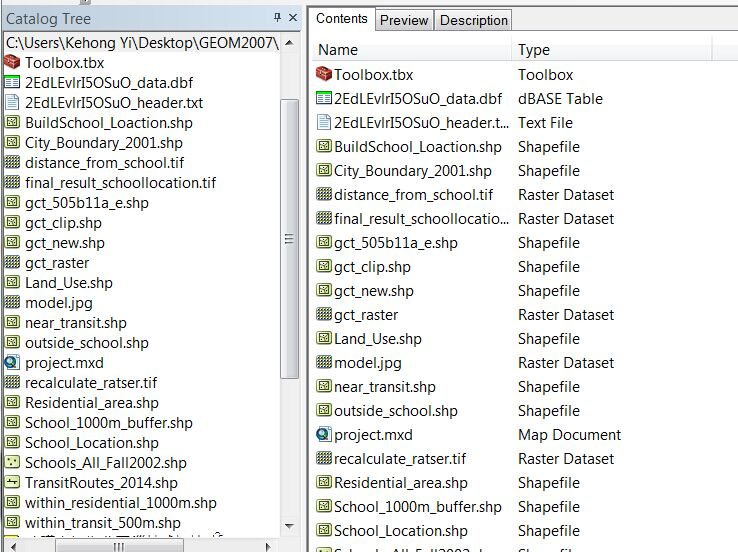 Catalog Tree
C:\Users\Kehong Yi\Desktop\GEOM2007\
Toolbox.tbx
2EdLEvlrI5OSuO_data.dbf
2EdLEvlrI5OSuO_header.txt
BuildSchool_Loaction.shp
City_Boundary_2001.shp
distance_from_school.tif
final_result_schoollocation.tif
gct_505b11a_e.shp
gct_clip.shp
gct_new.shp
gct_raster
Land_Use.shp
model.jpg
near_transit.shp
outside_school.shp
project.mxd
recalculate_ratser.tif
Residential_area.shp
School_1000m_buffer.shp
School_Location.shp
Schools_All_Fall2002.shp
TransitRoutes_2014.shp
within_residential_1000m.shp
within_transit_500m.shp
Contents Preview Description
Name Type
Toolbox.tbx Toolbox
2EdLEvlrI5OSuO_data.dbf dBASE Table
2EdLEvlrI5OSuO_header.t... Text File
BuildSchool_Loaction.shp Shapefile
City_Boundary_2001.shp Shapefile
distance_from_school.tif Raster Dataset
final_result_schoollocatio... Raster Dataset
gct_505b11a_e.shp Shapefile
gct_clip.shp Shapefile
gct_new.shp Shapefile
gct_raster Raster Dataset
Land_Use.shp Shapefile
model.jpg Raster Dataset
near_transit.shp Shapefile
outside_school.shp Shapefile
project.mxd Map Document
recalculate_ratser.tif Raster Dataset
Residential_area.shp Shapefile
School_1000m_buffer.shp Shapefile
School_Location.shp Shapefile
Schools_All_Fall2002.shp Shapefile